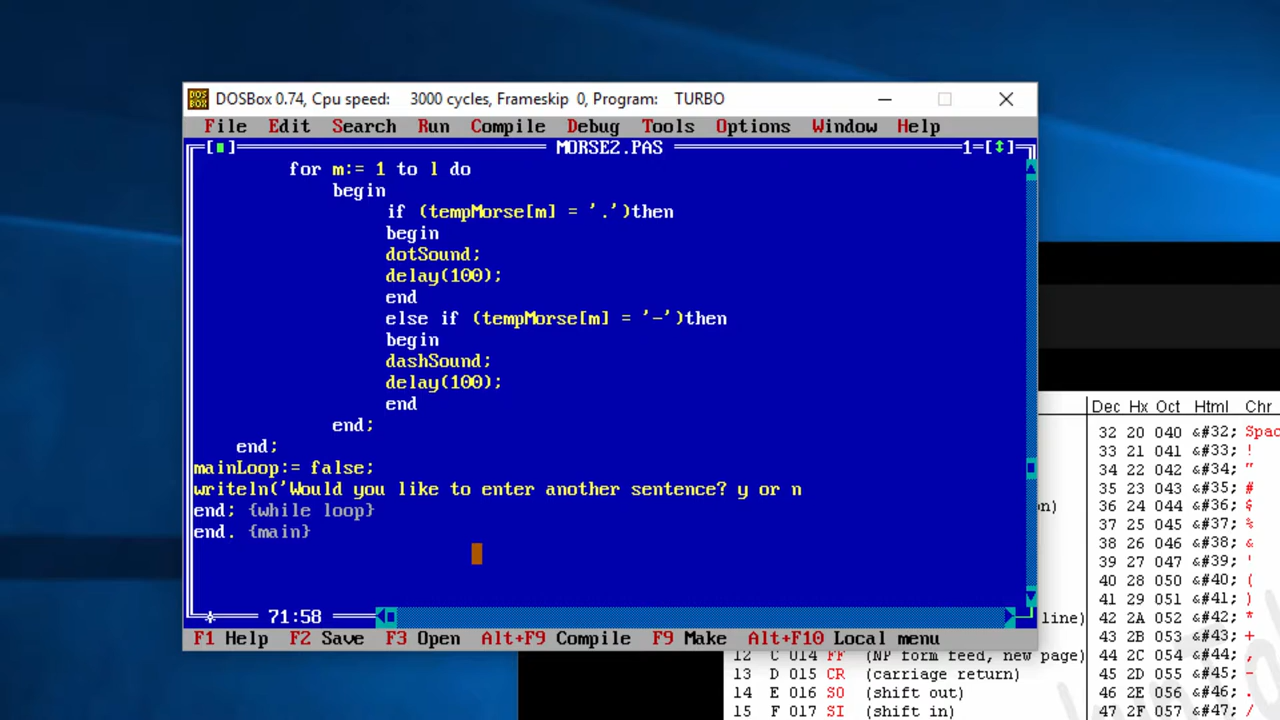 DOSBox 0.74, Cpu speed: 3000 cycles, Frameskip 0, Program: TURBO
File Edit Search Run Compile Debug Tools Options Window Help
MORSE2.PAS 1
for m:= 1 to l do
begin
if (tempMorse[m] = '.')then
begin
dotSound;
delay(100);
end
else if (tempMorse[m] = '-')then
begin
dashSound;
delay(100);
end
end;
end;
mainLoop:= false;
writeln('Would you like to enter another sentence? y or n
end; {while loop}
end. {main}
71:58
F1 Help F2 Save F3 Open Alt+F9 Compile F9 Make Alt+F10 Local menu
Dec Hx Oct Html Chr
32 20 040 &#32; Spac
33 21 041 &#33; !
34 22 042 &#34; "
35 23 043 &#35; #
36 24 044 &#36; $
37 25 045 &#37; %
38 26 046 &#38; &
39 27 047 &#39; '
40 28 050 &#40; (
41 29 051 &#41; )
42 2A 052 &#42; *
43 2B 053 &#43; +
44 2C 054 &#44; ,
45 2D 055 &#45; -
46 2E 056 &#46; .
47 2F 057 &#47; /
on)
line)
12 C 014 FF (NP form feed, new page)
13 D 015 CR (carriage return)
14 E 016 SO (shift out)
15 F 017 SI (shift in)